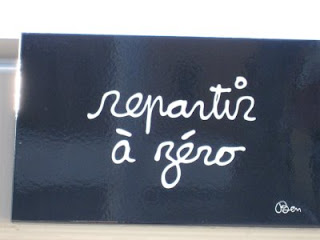 repartir
à zéro
Ben